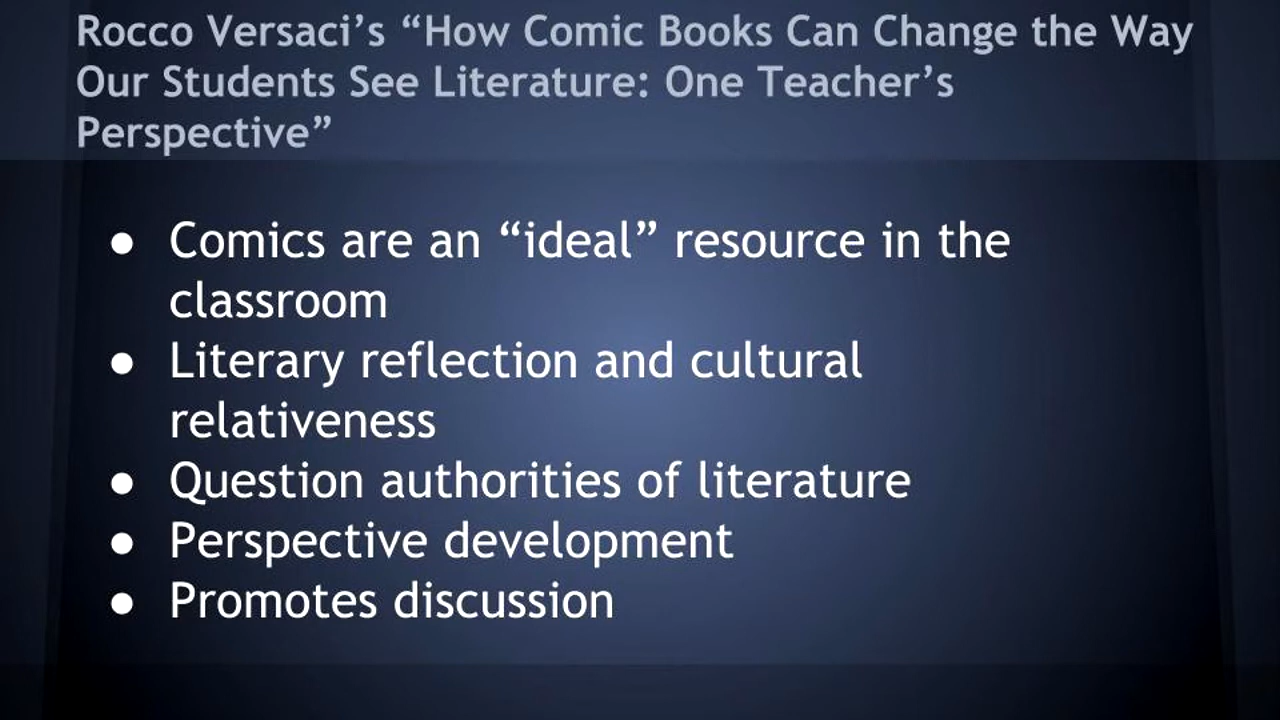 Rocco Versaci’s “How Comic Books Can Change the Way
Our Students See Literature: One Teacher’s
Perspective”
● Comics are an “ideal” resource in the
classroom
● Literary reflection and cultural
relativeness
● Question authorities of literature
● Perspective development
● Promotes discussion